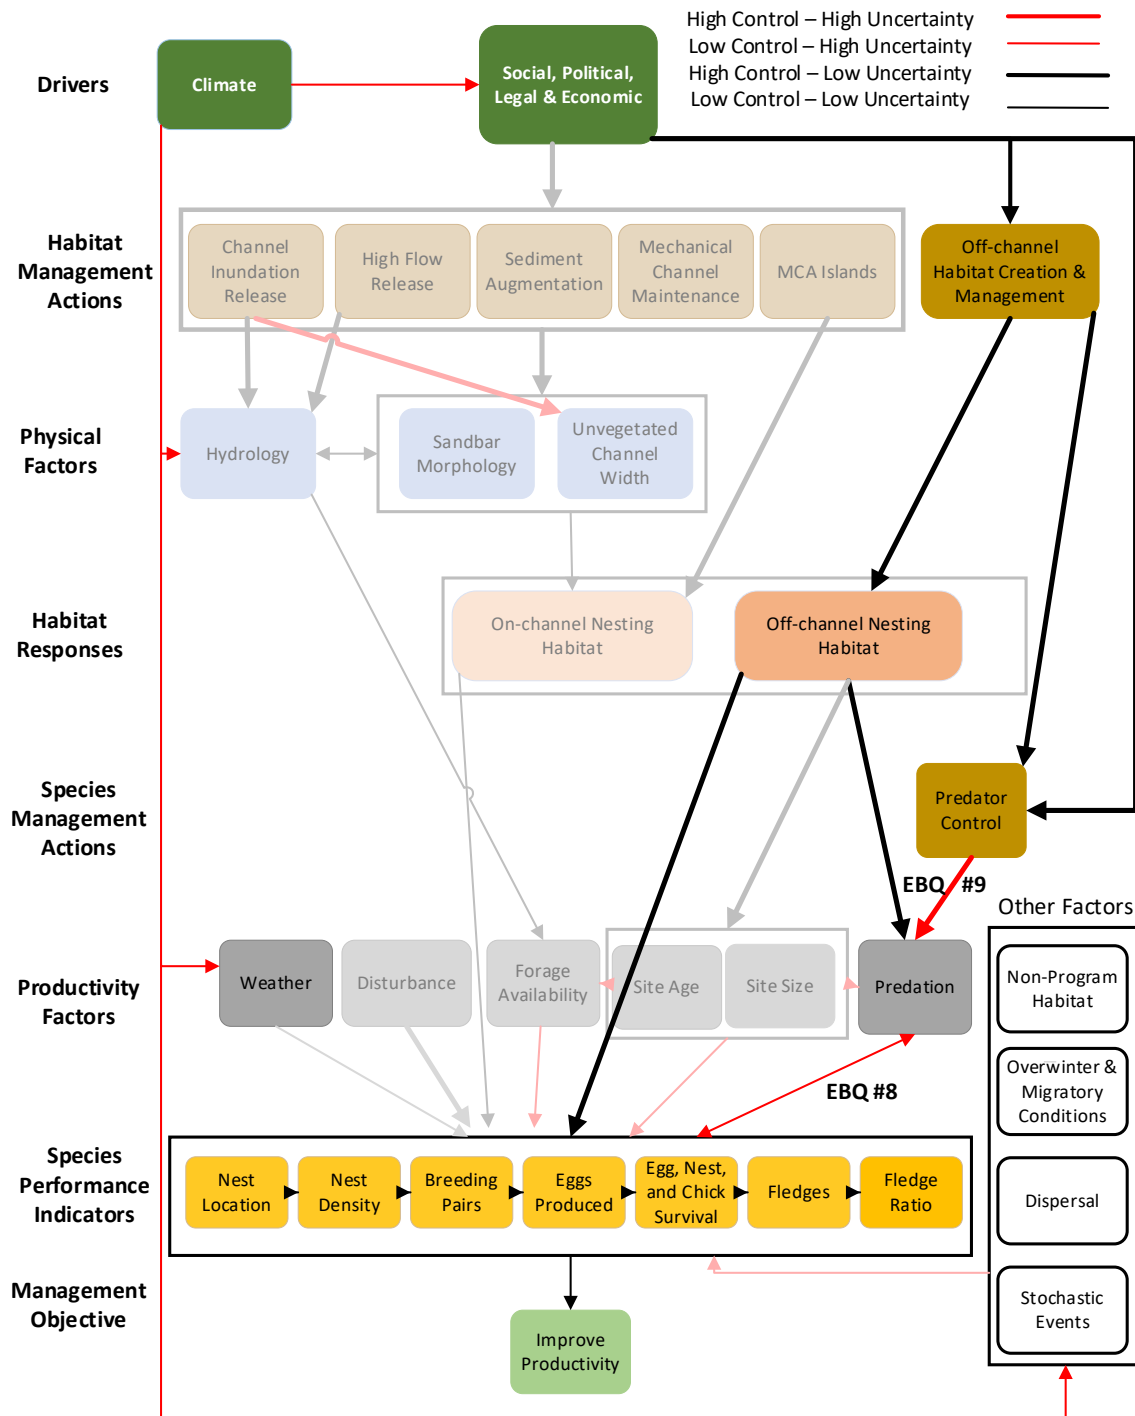 High Control – High Uncertainty
Low Control – High Uncertainty
High Control – Low Uncertainty
Low Control – Low Uncertainty
Drivers
Climate
Social, Political,
Legal & Economic
Habitat
Management
Actions
Channel
Inundation
Release
High Flow
Release
Sediment
Augmentation
Mechanical
Channel
Maintenance
MCA Islands
Off-channel
Habitat Creation &
Management
Physical
Factors
Hydrology
Sandbar
Morphology
Unvegetated
Channel
Width
Habitat
Responses
On-channel Nesting
Habitat
Off-channel Nesting
Habitat
Species
Management
Actions
Predator
Control
EBQ #9
Other Factors
Productivity
Factors
Weather
Disturbance
Forage
Availability
Site Age
Site Size
Predation
Non-Program
Habitat
Overwinter &
Migratory
Conditions
Dispersal
Stochastic
Events
EBQ #8
Species
Performance
Indicators
Nest
Location
Nest
Density
Breeding
Pairs
Eggs
Produced
Egg, Nest,
and Chick
Survival
Fledges
Fledge
Ratio
Management
Objective
Improve
Productivity